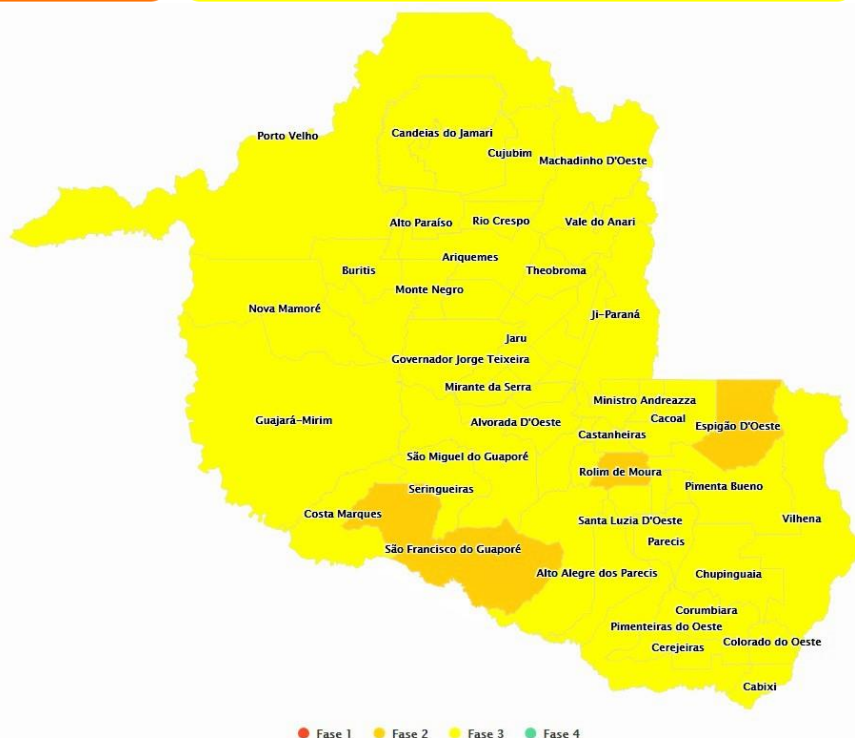 Porto Velho
Candeias do Jamari
Cujubim
Machadinho D'Oeste
Alto Paraíso
Rio Crespo
Vale do Anari
Ariquemes
Buritis
Theobroma
Monte Negro
Nova Mamoré
Ji-Paraná
Jaru
Governador Jorge Teixeira
Mirante da Serra
Ministro Andreazza
Guajará-Mirim
Alvorada D'Oeste
Cacoal
Espigão D'Oeste
Castanheiras
São Miguel do Guaporé
Rolim de Moura
Seringueiras
Pimenta Bueno
Costa Marques
Santa Luzia D'Oeste
Vilhena
Parecis
São Francisco do Guaporé
Alto Alegre dos Parecis
Chupinguaia
Corumbiara
Pimenteiras do Oeste
Cerejeiras
Colorado do Oeste
Cabixi
Fase 1 Fase 2 Fase 3 Fase 4